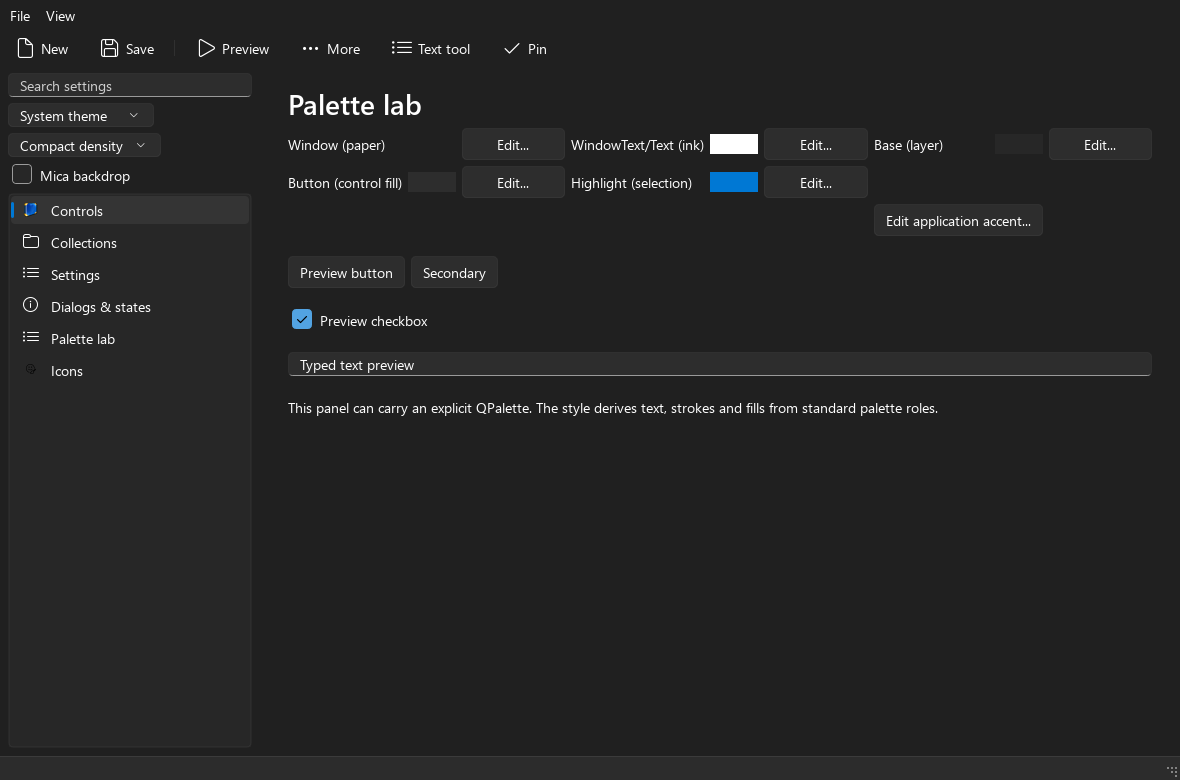 File View
New Save Preview More Text tool Pin
Search settings
System theme
Compact density
Mica backdrop
Controls
Collections
Settings
Dialogs & states
Palette lab
Icons
Palette lab
Window (paper) Edit... WindowText/Text (ink) Edit... Base (layer) Edit...
Button (control fill) Edit... Highlight (selection) Edit...
Edit application accent...
Preview button Secondary
Preview checkbox
Typed text preview
This panel can carry an explicit QPalette. The style derives text, strokes and fills from standard palette roles.